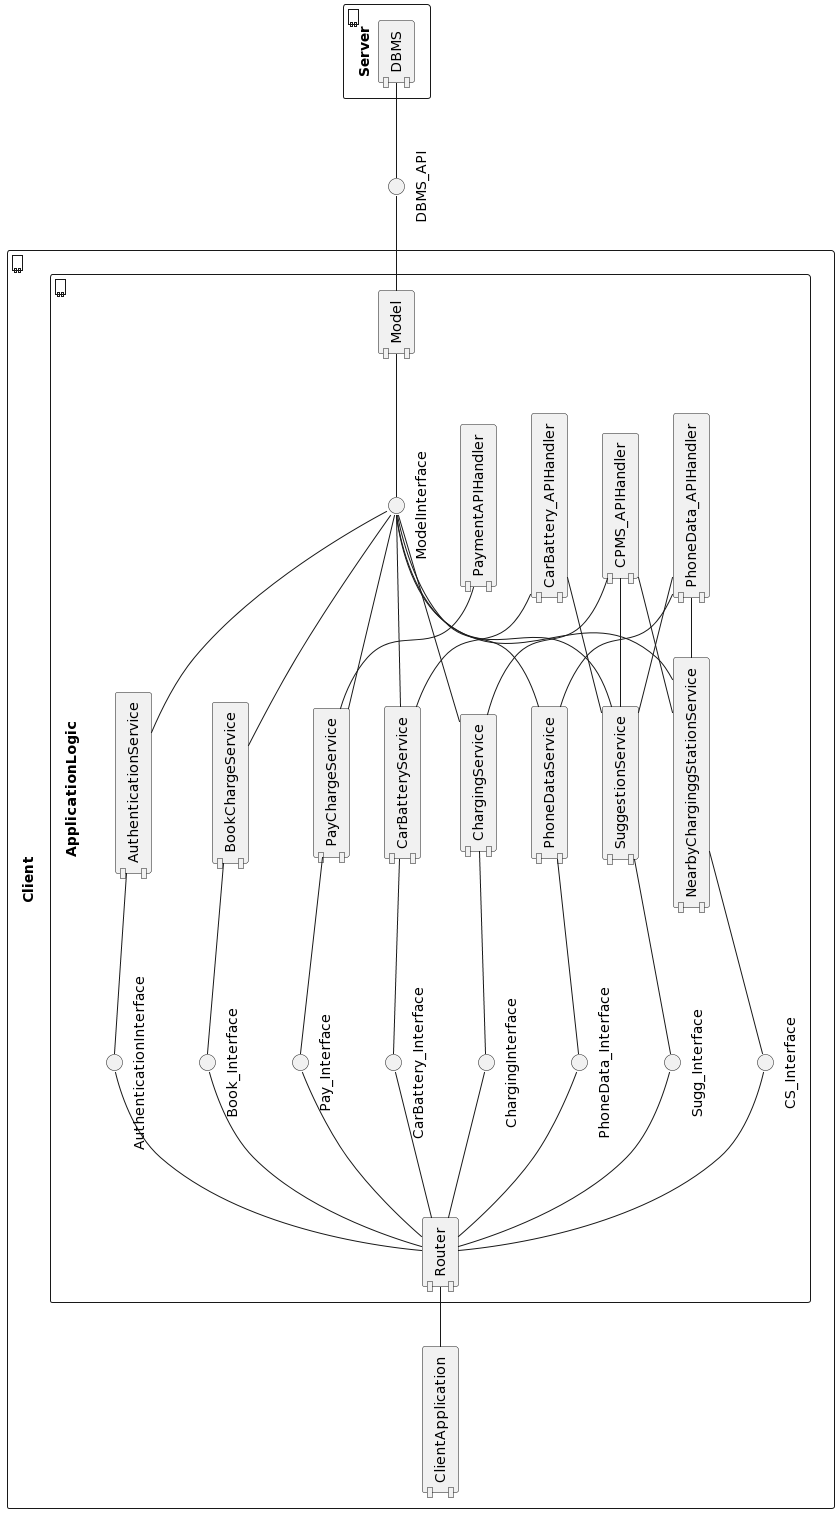 Server
DBMS
DBMS_API
Client
ApplicationLogic
Model
ModelInterface
PaymentAPIHandler
CarBattery_APIHandler
CPMS_APIHandler
PhoneData_APIHandler
AuthenticationService
BookChargeService
PayChargeService
CarBatteryService
ChargingService
PhoneDataService
SuggestionService
NearbyCharginggStationService
AuthenticationInterface
Book_Interface
Pay_Interface
CarBattery_Interface
ChargingInterface
PhoneData_Interface
Sugg_Interface
CS_Interface
Router
ClientApplication